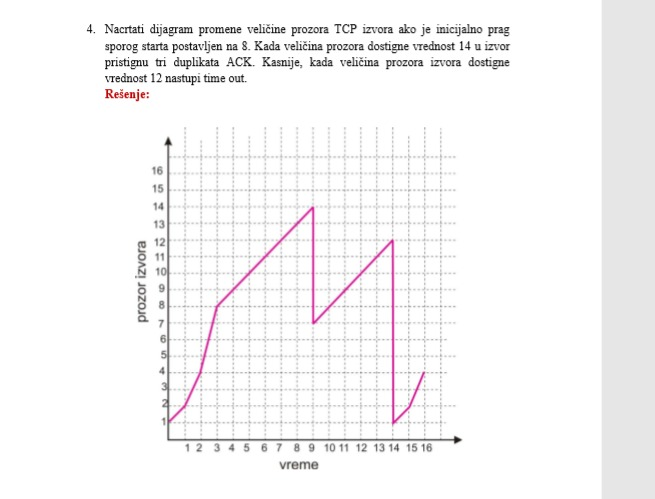 4. Nacrtati dijagram promene veličine prozora TCP izvora ako je inicijalno prag
sporog starta postavljen na 8. Kada veličina prozora dostigne vrednost 14 u izvor
pristignu tri duplikata ACK. Kasnije, kada veličina prozora izvora dostigne
vrednost 12 nastupi time out.
Rešenje:
prozor izvora
16
15
14
13
12
11
10
9
8
7
6
5
4
3
2
1
1 2 3 4 5 6 7 8 9 10 11 12 13 14 15 16
vreme